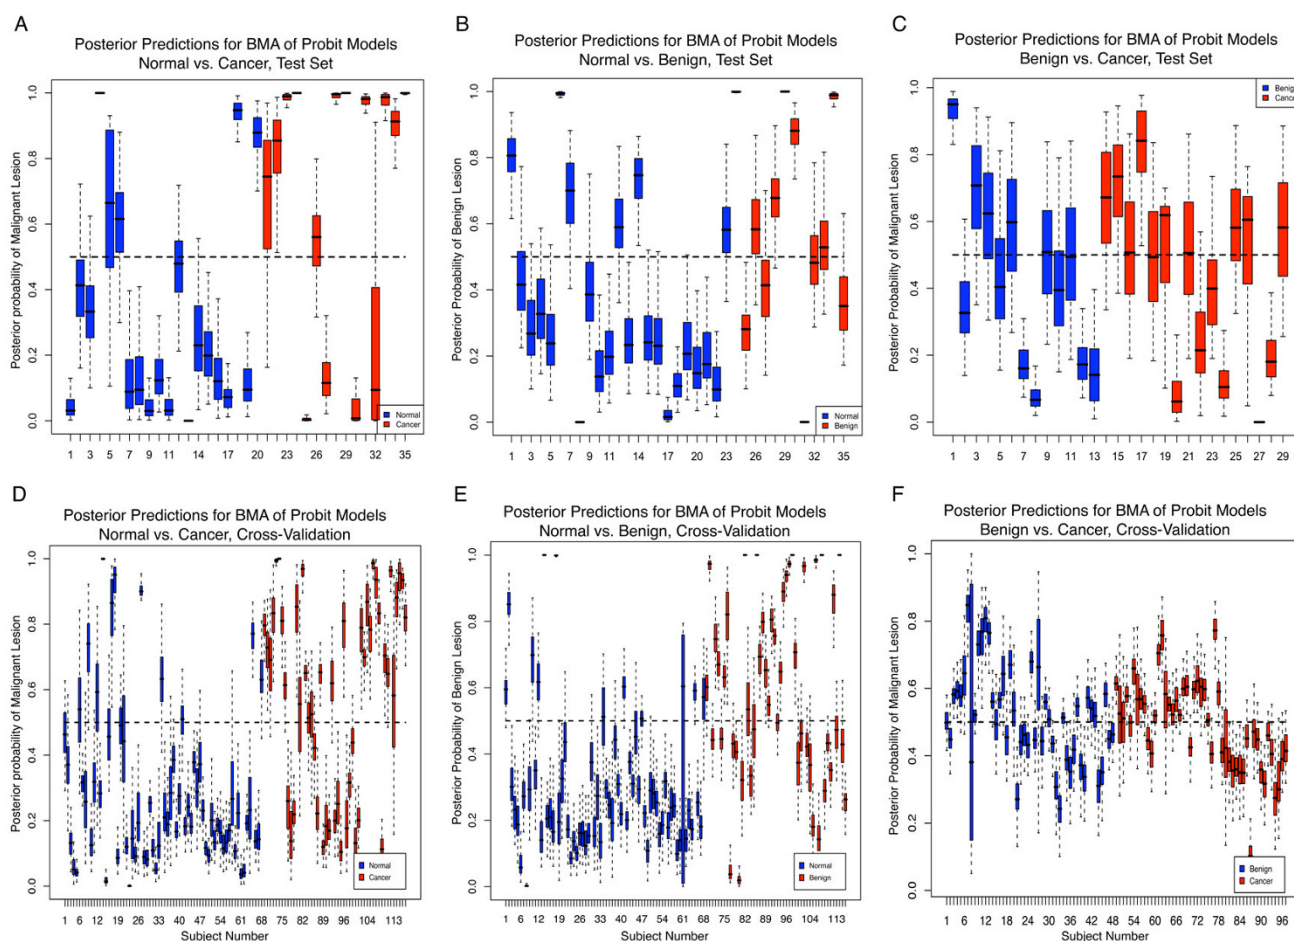 A
Posterior Predictions for BMA of Probit Models
Normal vs. Cancer, Test Set
Posterior probability of Malignant Lesion
1.0
0.8
0.6
0.4
0.2
0.0
Normal
Cancer
1 3 5 7 9 11 14 17 20 23 26 29 32 35
B
Posterior Predictions for BMA of Probit Models
Normal vs. Benign, Test Set
Posterior Probability of Benign Lesion
1.0
0.8
0.6
0.4
0.2
0.0
Normal
Benign
1 3 5 7 9 11 14 17 20 23 26 29 32 35
C
Posterior Predictions for BMA of Probit Models
Benign vs. Cancer, Test Set
Posterior Probability of Malignant Lesion
1.0
0.8
0.6
0.4
0.2
0.0
Benign
Cancer
1 3 5 7 9 11 13 15 17 19 21 23 25 27 29
D
Posterior Predictions for BMA of Probit Models
Normal vs. Cancer, Cross-Validation
Posterior Probability of Malignant Lesion
1.0
0.8
0.6
0.4
0.2
0.0
Normal
Cancer
1 6 12 19 26 33 40 47 54 61 68 75 82 89 96 104 113
Subject Number
E
Posterior Predictions for BMA of Probit Models
Normal vs. Benign, Cross-Validation
Posterior Probability of Benign Lesion
1.0
0.8
0.6
0.4
0.2
0.0
Normal
Benign
1 6 12 19 26 33 40 47 54 61 68 75 82 89 96 104 113
Subject Number
F
Posterior Predictions for BMA of Probit Models
Benign vs. Cancer, Cross-Validation
Posterior Probability of Malignant Lesion
1.0
0.8
0.6
0.4
0.2
0.0
Benign
Cancer
1 6 12 18 24 30 36 42 48 54 60 66 72 78 84 90 96
Subject Number